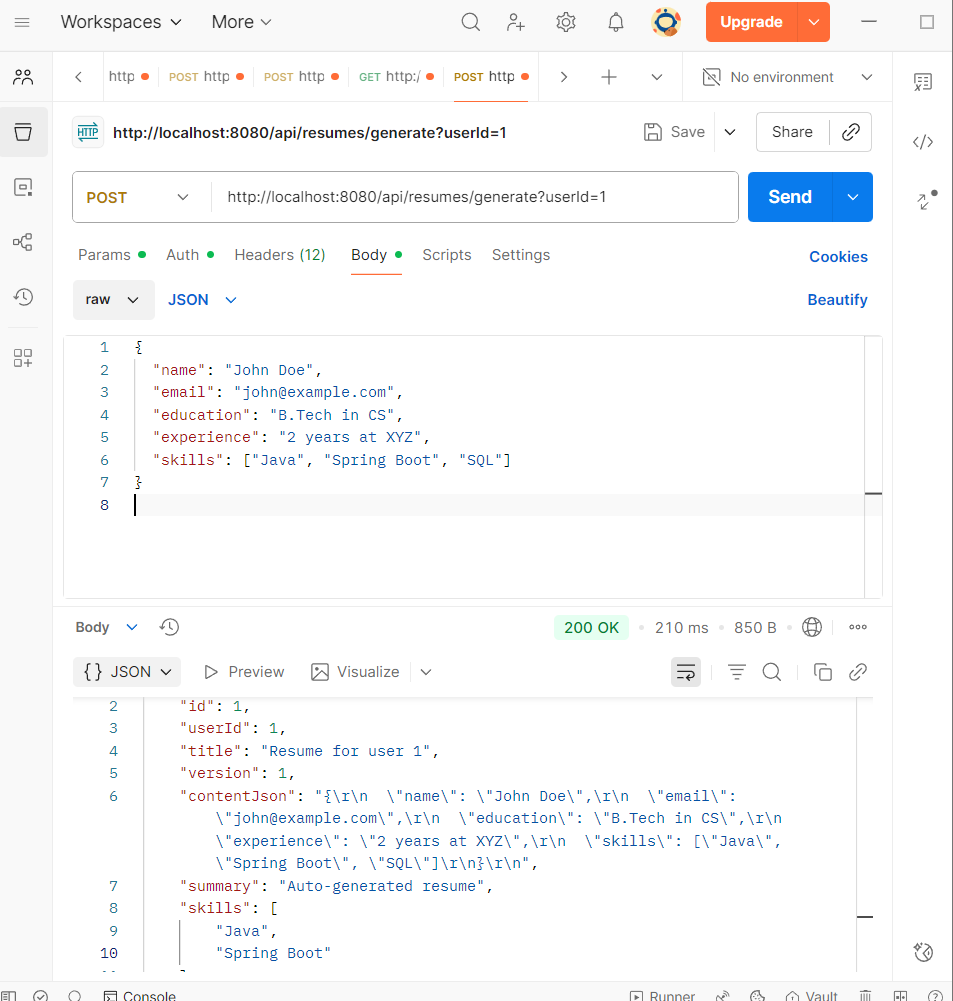 Workspaces More Upgrade
http POST http POST http GET http:/ POST http No environment
HTTP http://localhost:8080/api/resumes/generate?userId=1 Save Share
POST http://localhost:8080/api/resumes/generate?userId=1 Send
Params Auth Headers (12) Body Scripts Settings Cookies
raw JSON Beautify
1 {
2 "name": "John Doe",
3 "email": "john@example.com",
4 "education": "B.Tech in CS",
5 "experience": "2 years at XYZ",
6 "skills": ["Java", "Spring Boot", "SQL"]
7 }
8
Body 200 OK 210 ms 850 B
{} JSON Preview Visualize
2 "id": 1,
3 "userId": 1,
4 "title": "Resume for user 1",
5 "version": 1,
6 "contentJson": "{\r\n  \"name\": \"John Doe\",\r\n  \"email\":
\"john@example.com\",\r\n  \"education\": \"B.Tech in CS\",\r\n
\"experience\": \"2 years at XYZ\",\r\n  \"skills\": [\"Java\",
\"Spring Boot\", \"SQL\"]\r\n}\r\n",
7 "summary": "Auto-generated resume",
8 "skills": [
9 "Java",
10 "Spring Boot"
Console Runner Vault